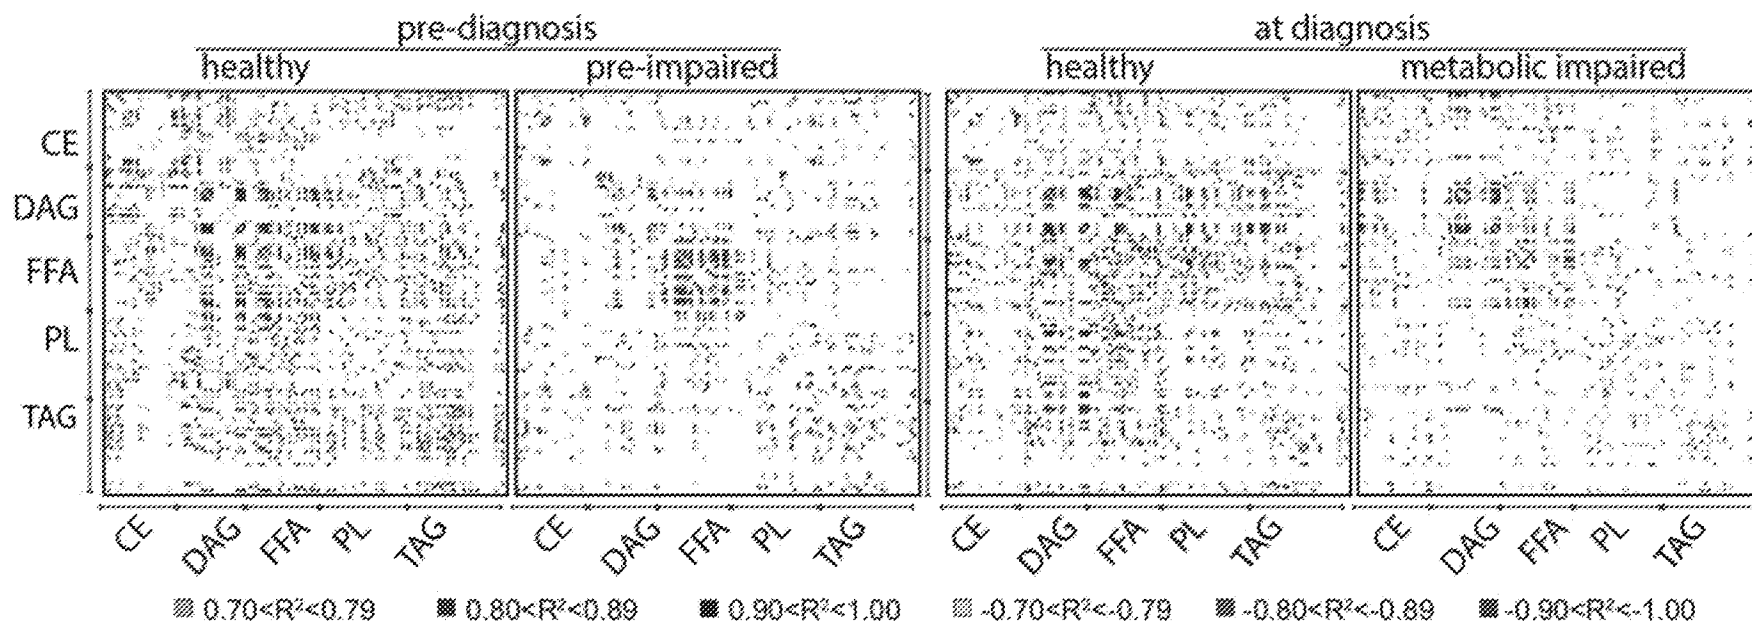 pre-diagnosis at diagnosis
healthy pre-impaired healthy metabolic impaired
CE
DAG
FFA
PL
TAG
CE DAG FFA PL TAG CE DAG FFA PL TAG CE DAG FFA PL TAG CE DAG FFA PL TAG
0.70<R²<0.79 0.80<R²<0.89 0.90<R²<1.00 -0.70<R²<-0.79 -0.80<R²<-0.89 -0.90<R²<-1.00